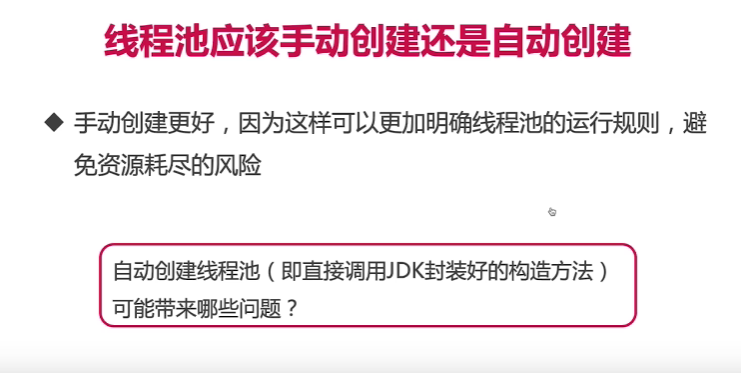 线程池应该手动创建还是自动创建
手动创建更好，因为这样可以更加明确线程池的运行规则，避
免资源耗尽的风险
自动创建线程池（即直接调用JDK封装好的构造方法）
可能带来哪些问题？